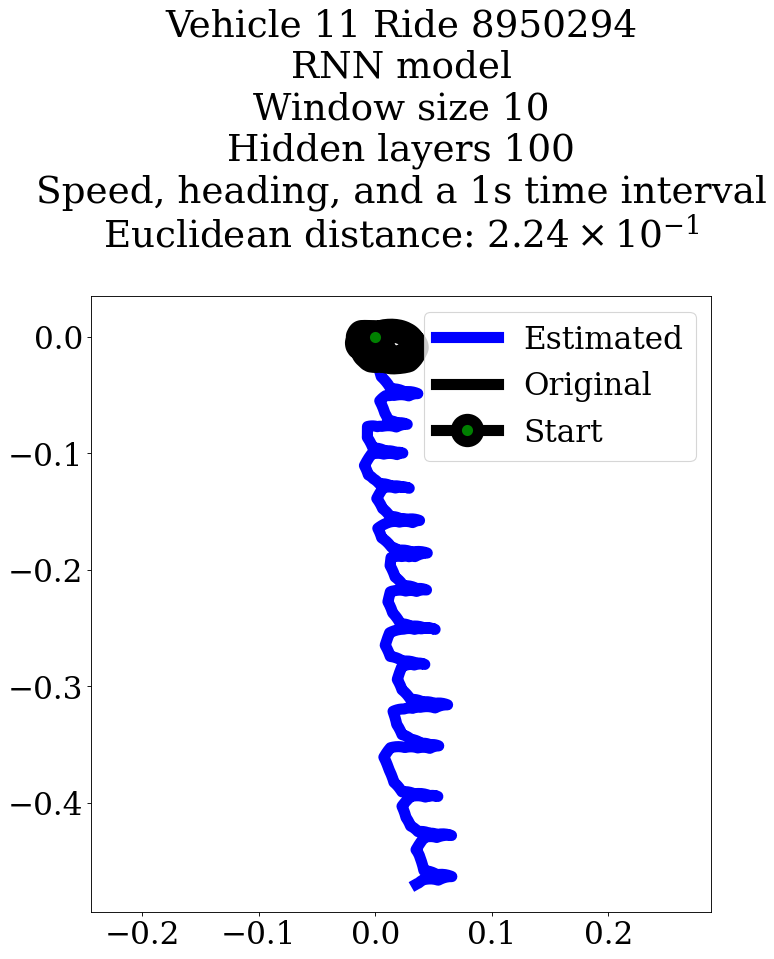 Vehicle 11 Ride 8950294
RNN model
Window size 10
Hidden layers 100
Speed, heading, and a 1s time interval
Euclidean distance: 2.24 × 10⁻¹
Estimated
Original
Start
0.0
−0.1
−0.2
−0.3
−0.4
−0.2 −0.1 0.0 0.1 0.2